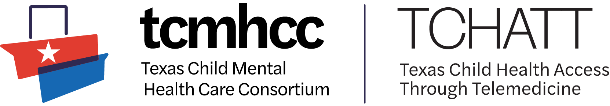 tcmhcc
Texas Child Mental
Health Care Consortium
TCHATT
Texas Child Health Access
Through Telemedicine